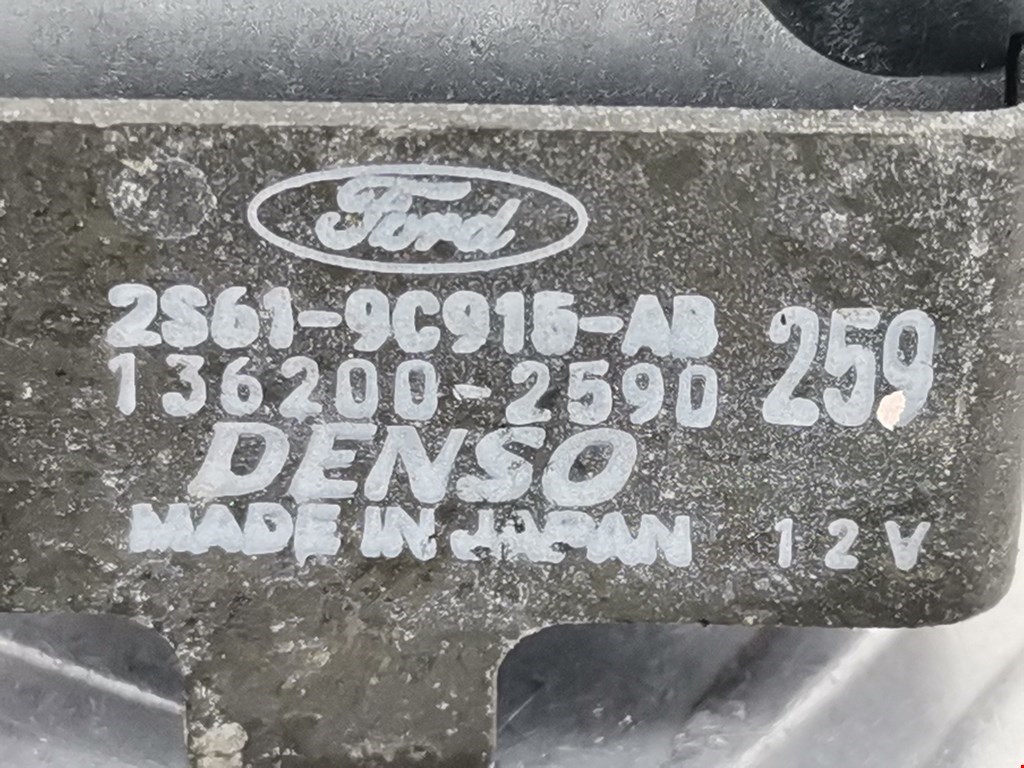 Ford
2S61-9C915-AB
136200-2590 259
DENSO
MADE IN JAPAN 12V